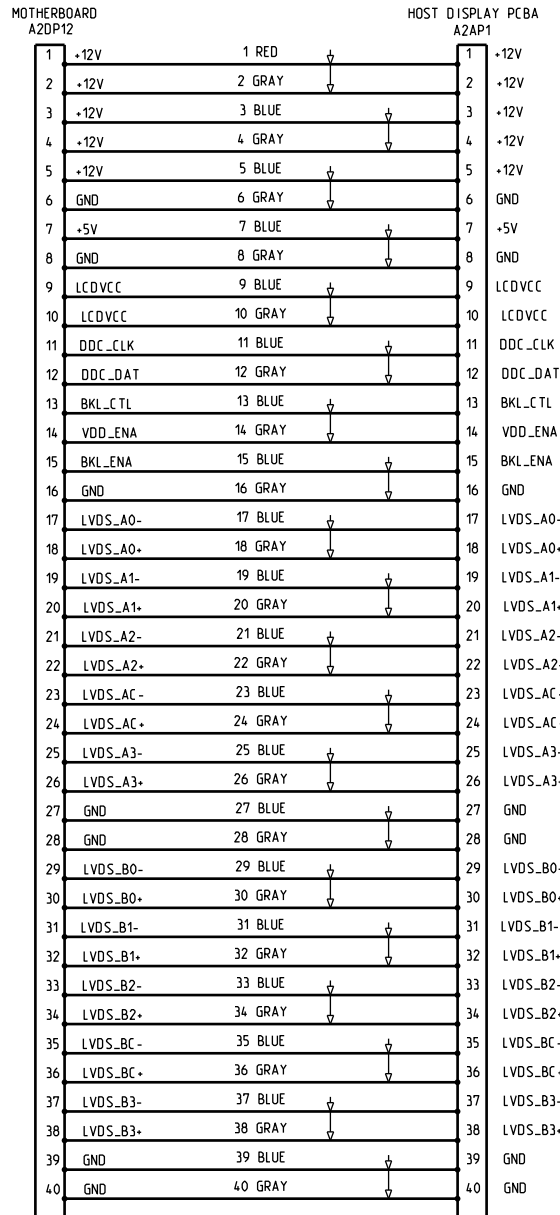 MOTHERBOARD HOST DISPLAY PCBA
A2DP12 A2AP1
1 +12V 1 RED 1 +12V
2 +12V 2 GRAY 2 +12V
3 +12V 3 BLUE 3 +12V
4 +12V 4 GRAY 4 +12V
5 +12V 5 BLUE 5 +12V
6 GND 6 GRAY 6 GND
7 +5V 7 BLUE 7 +5V
8 GND 8 GRAY 8 GND
9 LCDVCC 9 BLUE 9 LCDVCC
10 LCDVCC 10 GRAY 10 LCDVCC
11 DDC_CLK 11 BLUE 11 DDC_CLK
12 DDC_DAT 12 GRAY 12 DDC_DAT
13 BKL_CTL 13 BLUE 13 BKL_CTL
14 VDD_ENA 14 GRAY 14 VDD_ENA
15 BKL_ENA 15 BLUE 15 BKL_ENA
16 GND 16 GRAY 16 GND
17 LVDS_A0- 17 BLUE 17 LVDS_A0-
18 LVDS_A0+ 18 GRAY 18 LVDS_A0+
19 LVDS_A1- 19 BLUE 19 LVDS_A1-
20 LVDS_A1+ 20 GRAY 20 LVDS_A1+
21 LVDS_A2- 21 BLUE 21 LVDS_A2-
22 LVDS_A2+ 22 GRAY 22 LVDS_A2
23 LVDS_AC- 23 BLUE 23 LVDS_AC-
24 LVDS_AC+ 24 GRAY 24 LVDS_AC
25 LVDS_A3- 25 BLUE 25 LVDS_A3-
26 LVDS_A3+ 26 GRAY 26 LVDS_A3
27 GND 27 BLUE 27 GND
28 GND 28 GRAY 28 GND
29 LVDS_B0- 29 BLUE 29 LVDS_B0-
30 LVDS_B0+ 30 GRAY 30 LVDS_B0+
31 LVDS_B1- 31 BLUE 31 LVDS_B1-
32 LVDS_B1+ 32 GRAY 32 LVDS_B1+
33 LVDS_B2- 33 BLUE 33 LVDS_B2-
34 LVDS_B2+ 34 GRAY 34 LVDS_B2+
35 LVDS_BC- 35 BLUE 35 LVDS_BC-
36 LVDS_BC+ 36 GRAY 36 LVDS_BC+
37 LVDS_B3- 37 BLUE 37 LVDS_B3-
38 LVDS_B3+ 38 GRAY 38 LVDS_B3+
39 GND 39 BLUE 39 GND
40 GND 40 GRAY 40 GND